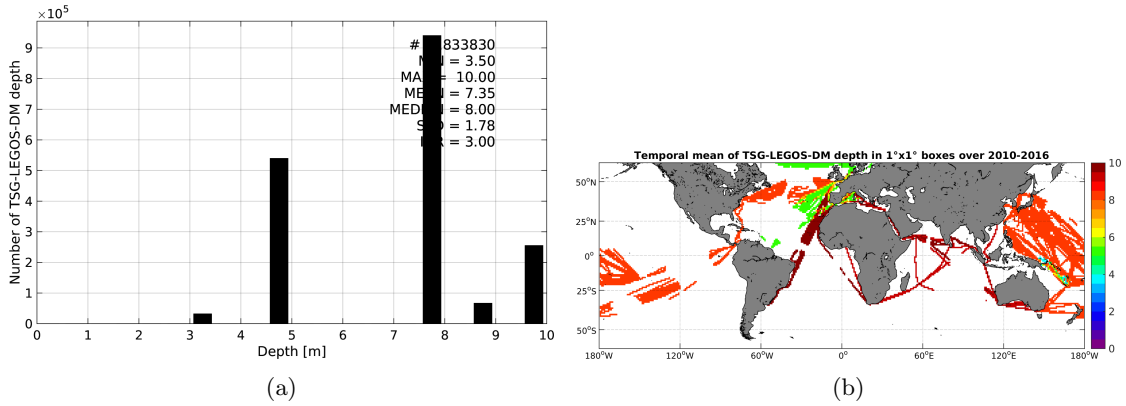 ×10⁵
9
8
7
6
5
4
3
2
1
0
Number of TSG-LEGOS-DM depth
# 833830
= 3.50
= 10.00
= 7.35
= 8.00
= 1.78
= 3.00
0 1 2 3 4 5 6 7 8 9 10
Depth [m]
(a)
Temporal mean of TSG-LEGOS-DM depth in 1°x1° boxes over 2010-2016
50°N
25°N
0°
25°S
50°S
180°W 120°W 60°W 0° 60°E 120°E 180°E
10
8
6
4
2
0
(b)